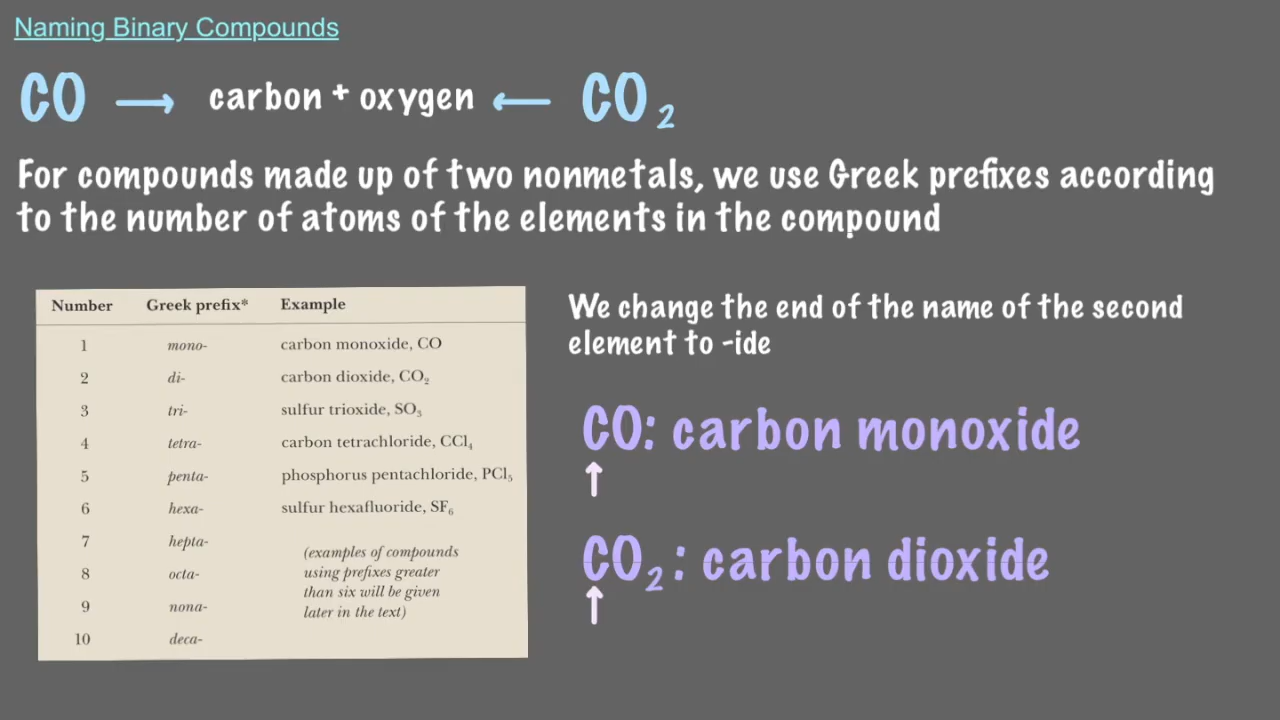 Naming Binary Compounds
CO → carbon + oxygen ← CO₂
For compounds made up of two nonmetals, we use Greek prefixes according
to the number of atoms of the elements in the compound
Number Greek prefix* Example
1 mono- carbon monoxide, CO
2 di- carbon dioxide, CO₂
3 tri- sulfur trioxide, SO₃
4 tetra- carbon tetrachloride, CCl₄
5 penta- phosphorus pentachloride, PCl₅
6 hexa- sulfur hexafluoride, SF₆
7 hepta-
8 octa-
9 nona-
10 deca-
(examples of compounds
using prefixes greater
than six will be given
later in the text)
We change the end of the name of the second
element to -ide
CO: carbon monoxide
↑
CO₂: carbon dioxide
↑